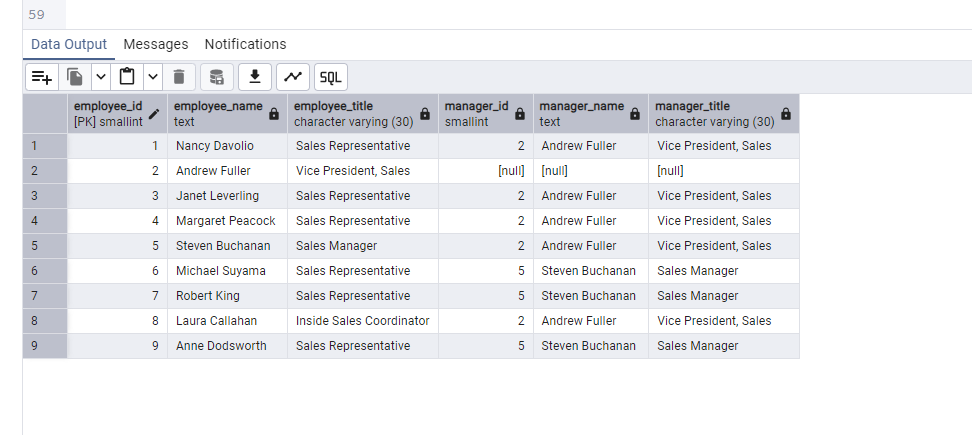 59
Data Output Messages Notifications
SQL
employee_id employee_name employee_title manager_id manager_name manager_title
[PK] smallint text character varying (30) smallint text character varying (30)
1 1 Nancy Davolio Sales Representative 2 Andrew Fuller Vice President, Sales
2 2 Andrew Fuller Vice President, Sales [null] [null] [null]
3 3 Janet Leverling Sales Representative 2 Andrew Fuller Vice President, Sales
4 4 Margaret Peacock Sales Representative 2 Andrew Fuller Vice President, Sales
5 5 Steven Buchanan Sales Manager 2 Andrew Fuller Vice President, Sales
6 6 Michael Suyama Sales Representative 5 Steven Buchanan Sales Manager
7 7 Robert King Sales Representative 5 Steven Buchanan Sales Manager
8 8 Laura Callahan Inside Sales Coordinator 2 Andrew Fuller Vice President, Sales
9 9 Anne Dodsworth Sales Representative 5 Steven Buchanan Sales Manager